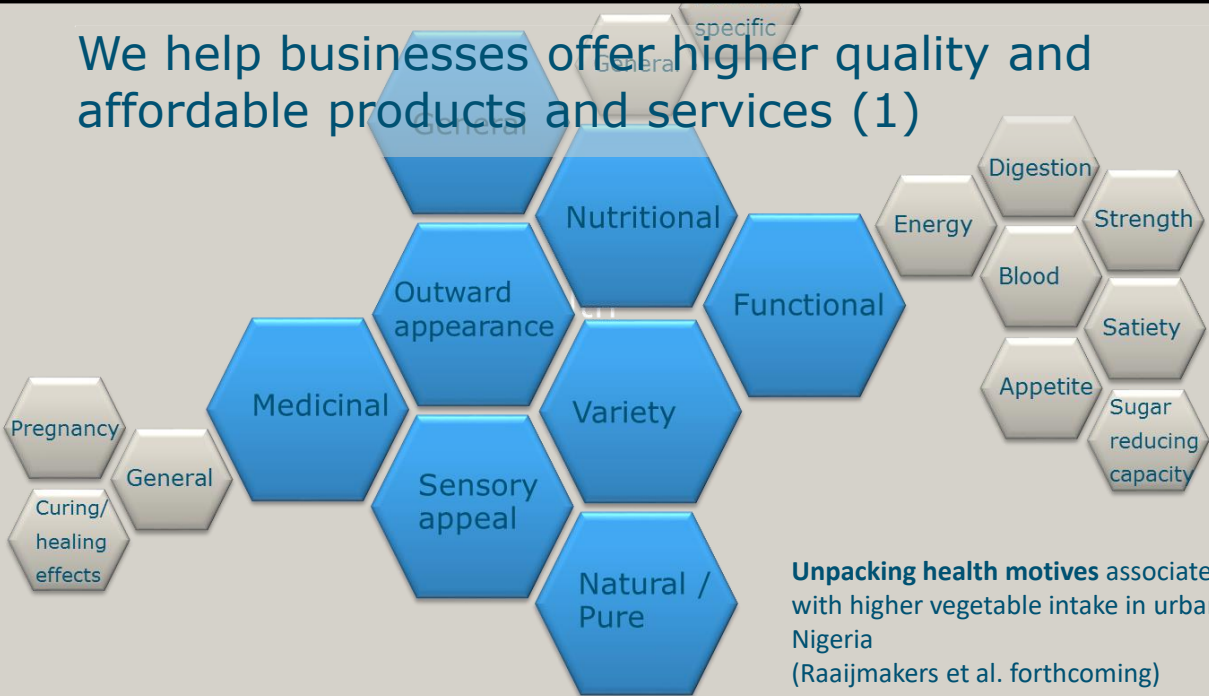 We help businesses offer higher quality and
affordable products and services (1)
specific
General
General
Nutritional
Outward
appearance
Functional
Medicinal
Variety
Sensory
appeal
Natural /
Pure
Energy
Digestion
Strength
Blood
Satiety
Appetite
Sugar
reducing
capacity
Pregnancy
General
Curing/
healing
effects
Unpacking health motives associate
with higher vegetable intake in urba
Nigeria
(Raaijmakers et al. forthcoming)